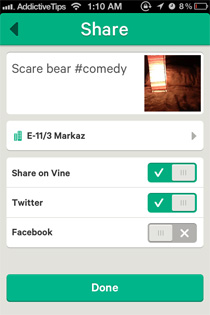 AddictiveTips 1:10 AM 8%
Share
Scare bear #comedy
E-11/3 Markaz
Share on Vine
Twitter
Facebook
Done